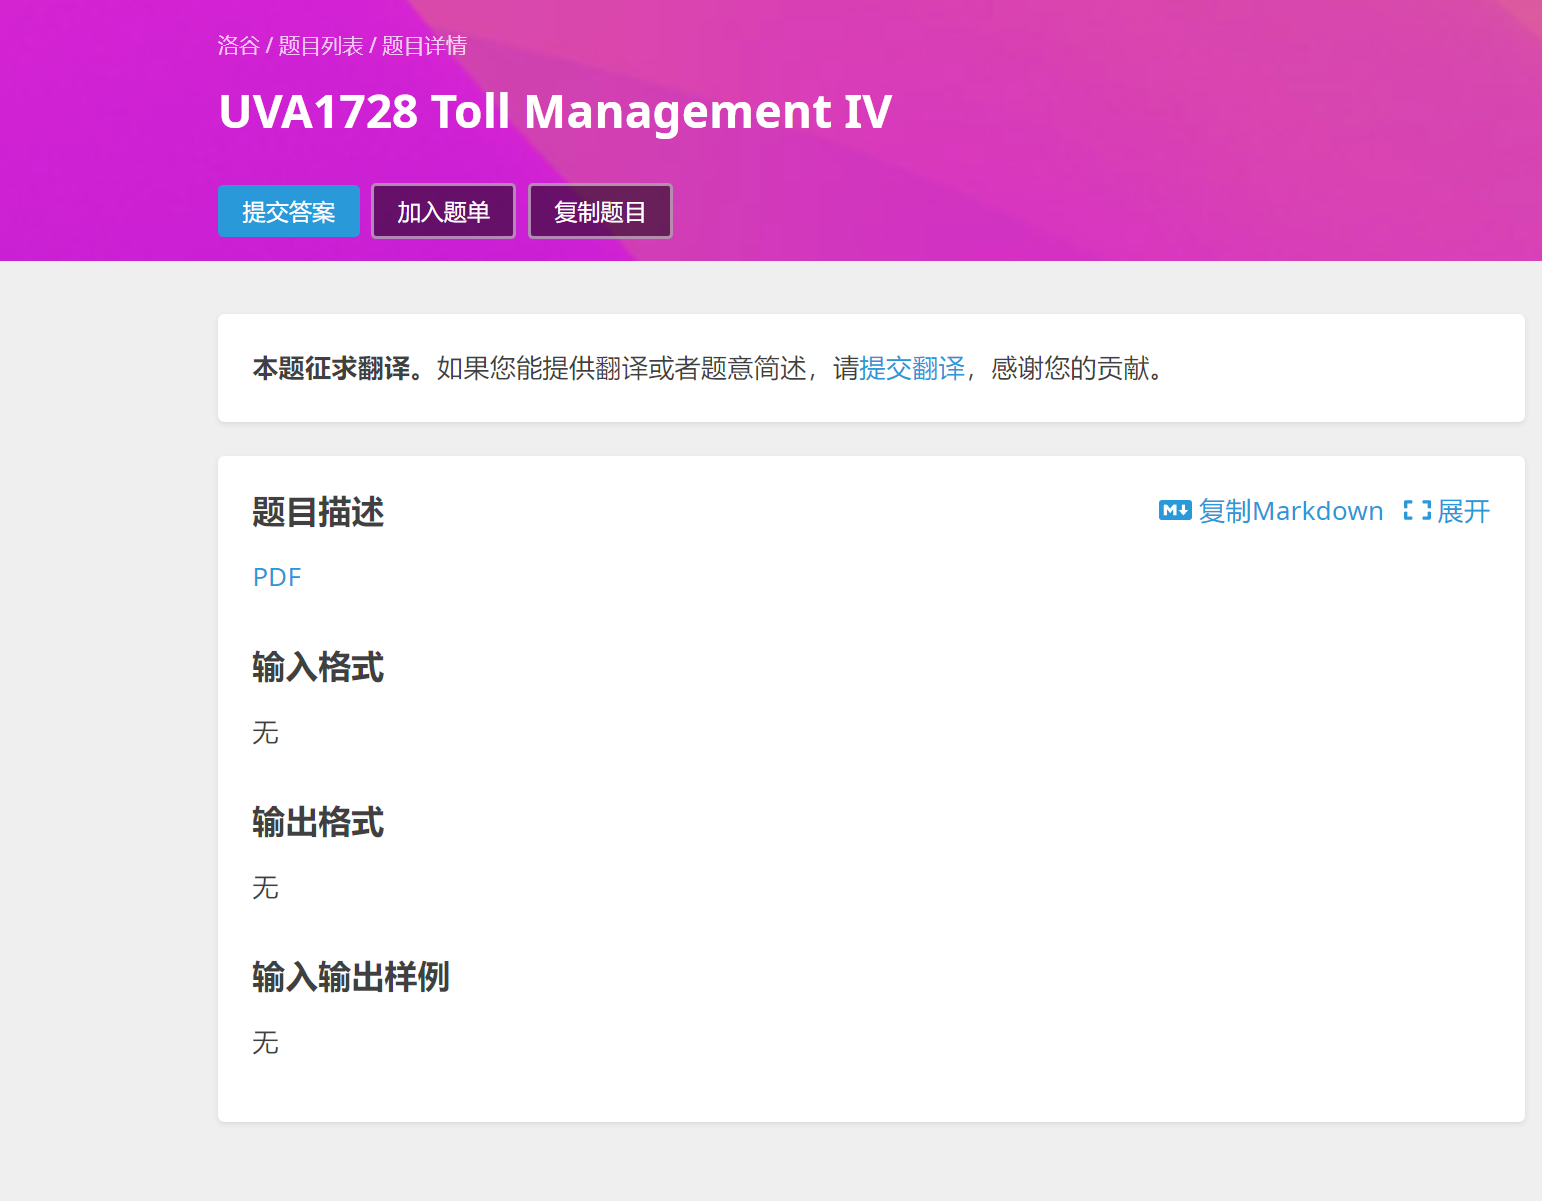 洛谷 / 题目列表 / 题目详情
UVA1728 Toll Management IV
提交答案 加入题单 复制题目
本题征求翻译。如果您能提供翻译或者题意简述，请提交翻译，感谢您的贡献。
题目描述 复制Markdown 展开
PDF
输入格式
无
输出格式
无
输入输出样例
无